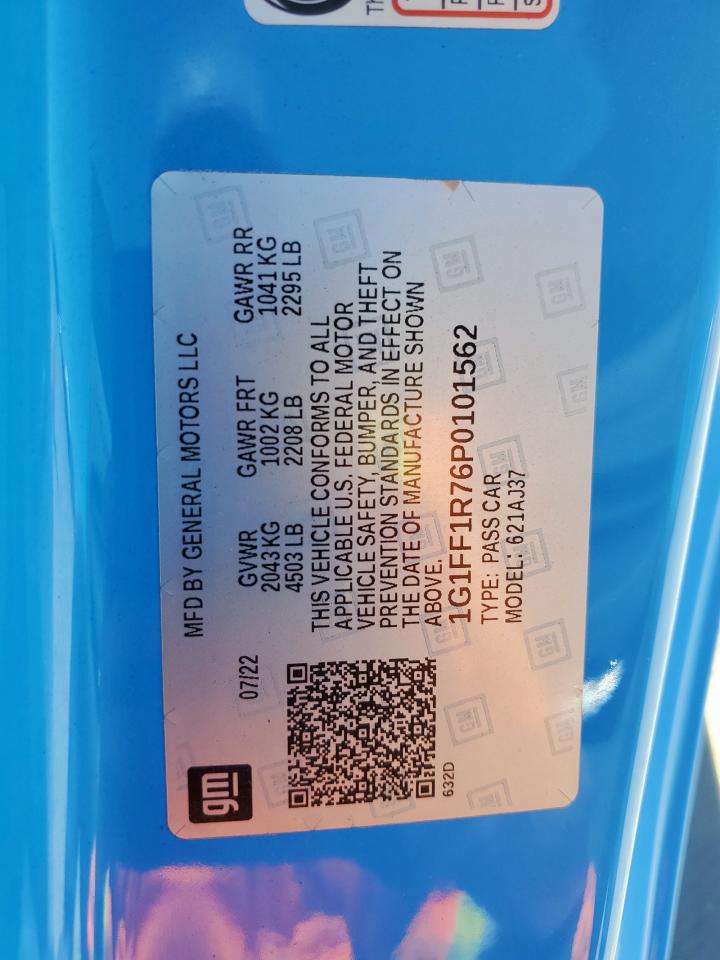 gm
MFD BY GENERAL MOTORS LLC
07/22
GVWR GAWR FRT GAWR RR
2043 KG 1002 KG 1041 KG
4503 LB 2208 LB 2295 LB
THIS VEHICLE CONFORMS TO ALL
APPLICABLE U.S. FEDERAL MOTOR
VEHICLE SAFETY, BUMPER, AND THEFT
PREVENTION STANDARDS IN EFFECT ON
THE DATE OF MANUFACTURE SHOWN
ABOVE.
1G1FF1R76P0101562
TYPE: PASS CAR
MODEL: 621AJ37
632D